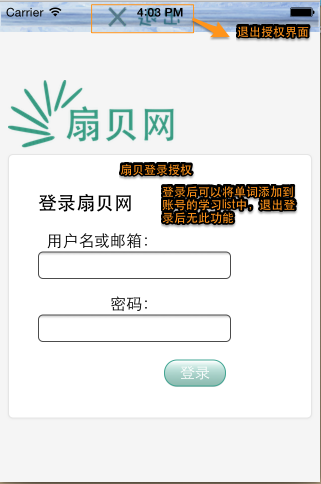 Carrier 4:03 PM
退出
退出授权界面
扇贝网
扇贝登录授权
登录扇贝网
登录后可以将单词添加到
账号的学习list中，退出登
录后无此功能
用户名或邮箱：
密码：
登录